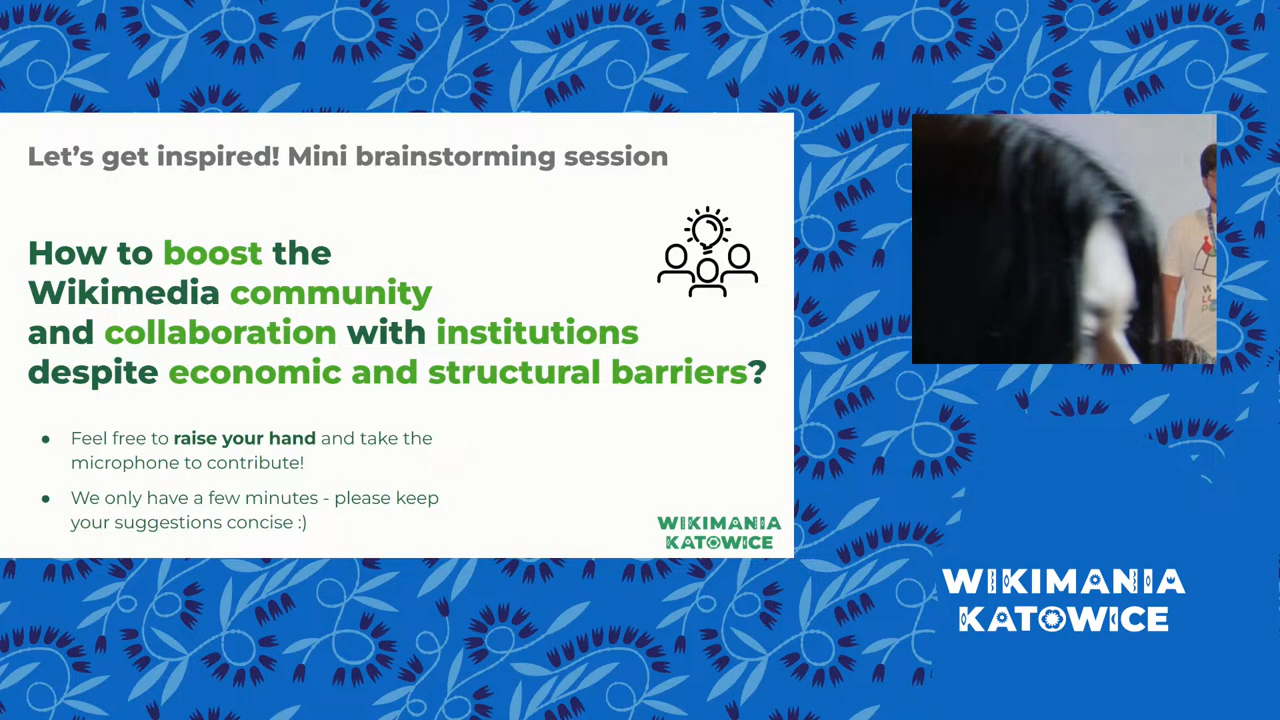 Let's get inspired! Mini brainstorming session
How to boost the
Wikimedia community
and collaboration with institutions
despite economic and structural barriers?
● Feel free to raise your hand and take the
microphone to contribute!
● We only have a few minutes - please keep
your suggestions concise :)
WIKIMANIA
KATOWICE
WIKIMANIA
KATOWICE